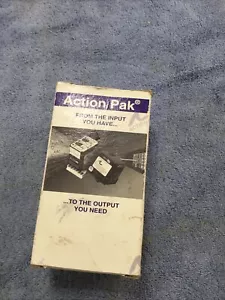 Action Pak®
FROM THE INPUT
YOU HAVE...
...TO THE OUTPUT
YOU NEED